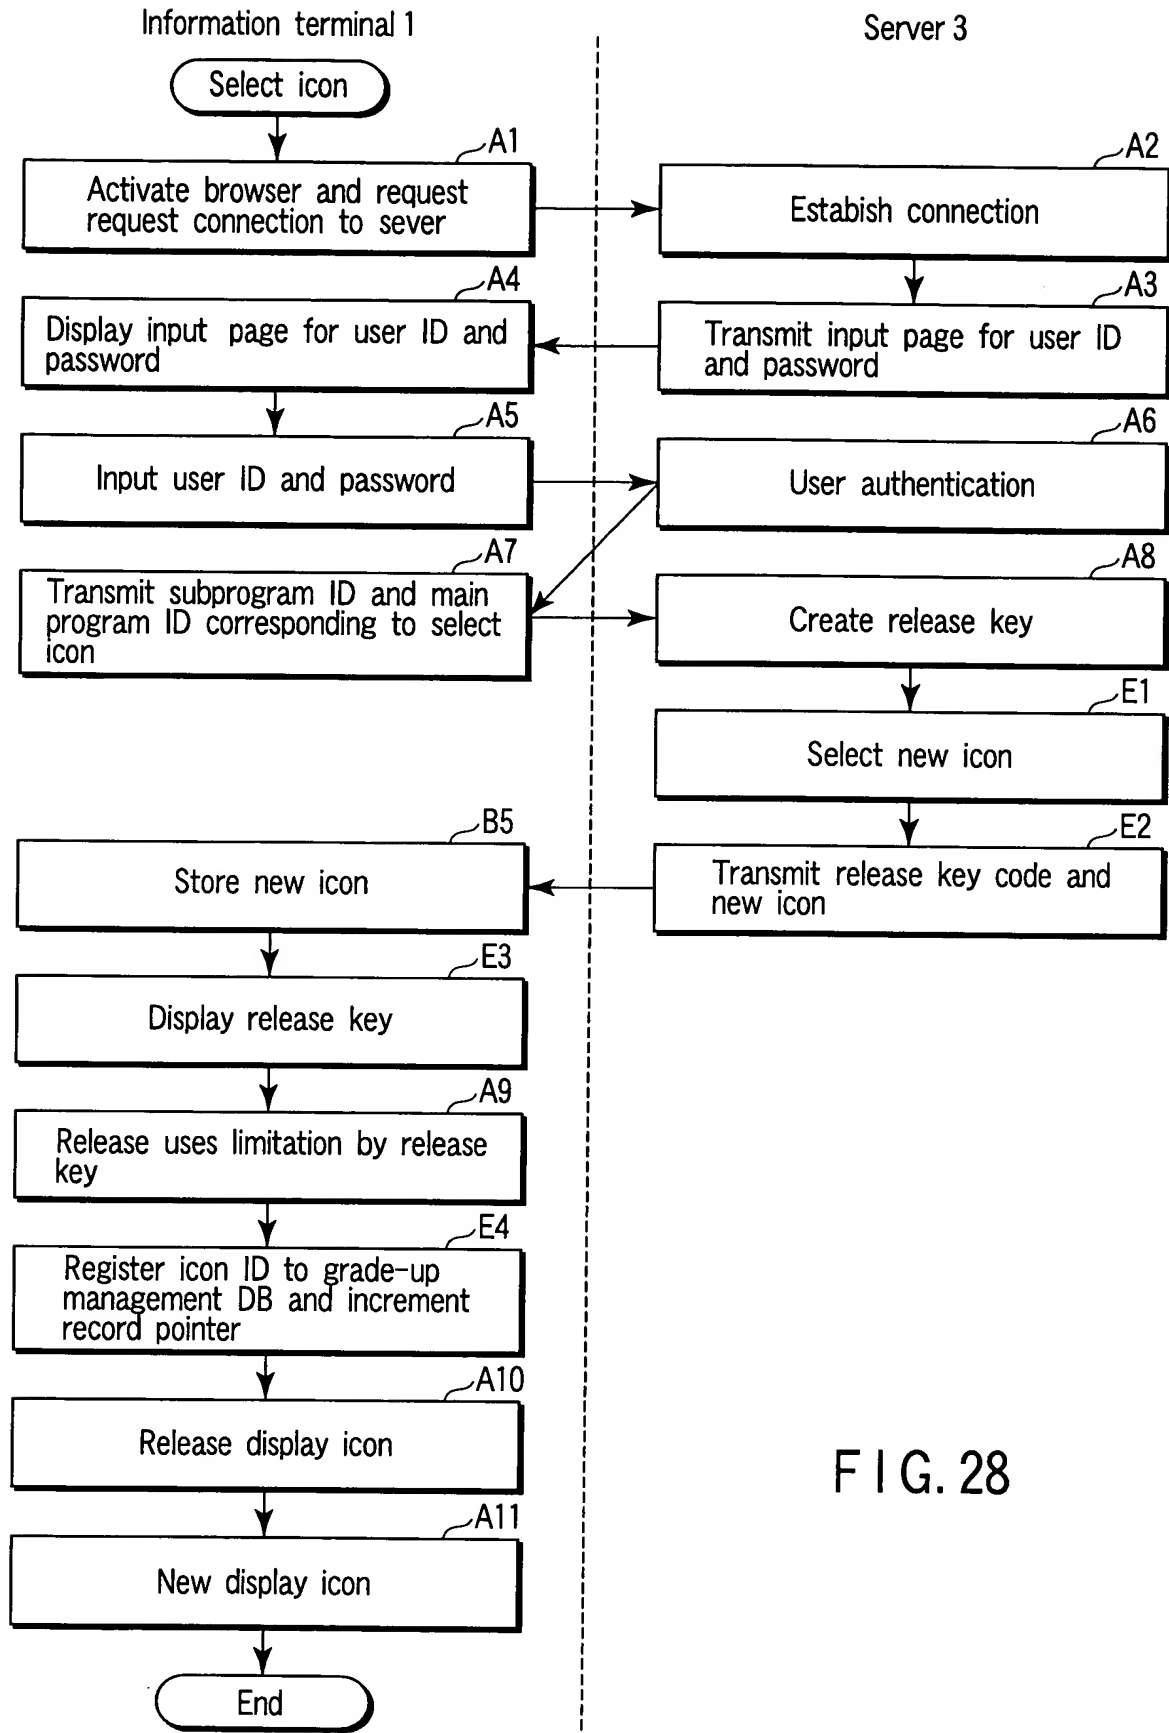 Information terminal 1
Server 3
Select icon
A1
Activate browser and request
request connection to sever
A2
Estabish connection
A3
Transmit input page for user ID
and password
A4
Display input page for user ID and
password
A5
Input user ID and password
A6
User authentication
A7
Transmit subprogram ID and main
program ID corresponding to select
icon
A8
Create release key
E1
Select new icon
E2
Transmit release key code and
new icon
B5
Store new icon
E3
Display release key
A9
Release uses limitation by release
key
E4
Register icon ID to grade-up
management DB and increment
record pointer
A10
Release display icon
A11
New display icon
End
FIG. 28